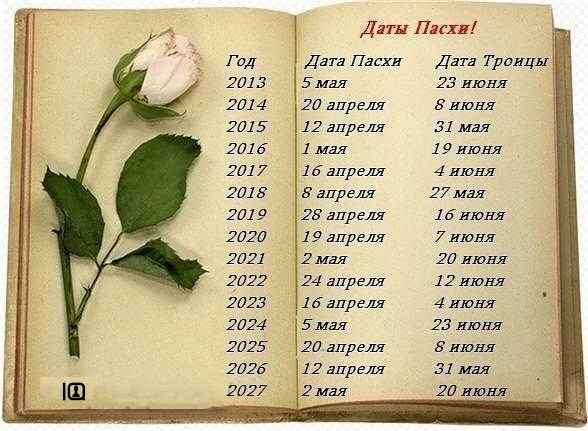 Даты Пасхи!
Год Дата Пасхи Дата Троицы
2013 5 мая 23 июня
2014 20 апреля 8 июня
2015 12 апреля 31 мая
2016 1 мая 19 июня
2017 16 апреля 4 июня
2018 8 апреля 27 мая
2019 28 апреля 16 июня
2020 19 апреля 7 июня
2021 2 мая 20 июня
2022 24 апреля 12 июня
2023 16 апреля 4 июня
2024 5 мая 23 июня
2025 20 апреля 8 июня
2026 12 апреля 31 мая
2027 2 мая 20 июня